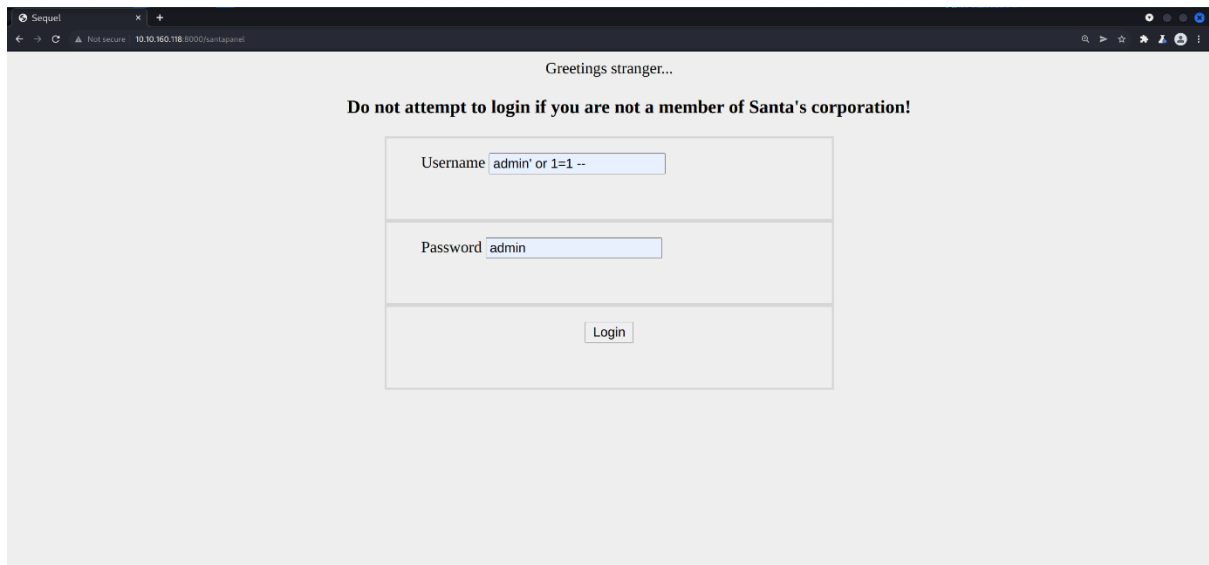 Sequel
Not secure 10.10.160.118:8000/santapanel
Greetings stranger...
Do not attempt to login if you are not a member of Santa's corporation!
Username admin' or 1=1 --
Password admin
Login